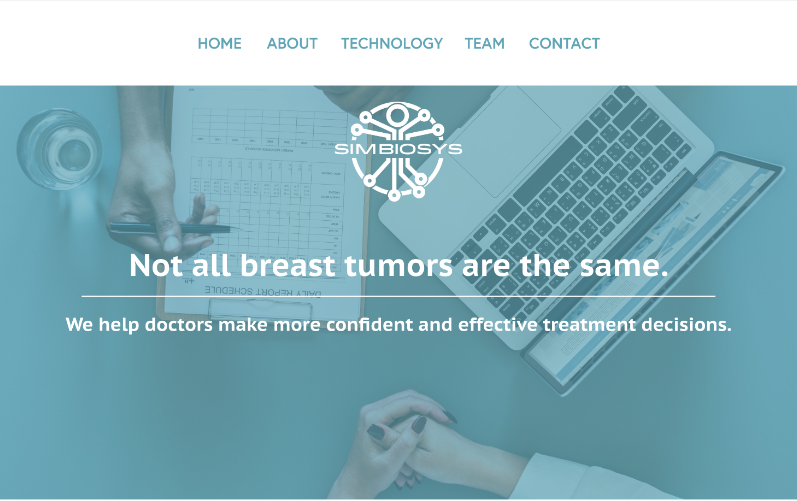 HOME ABOUT TECHNOLOGY TEAM CONTACT
SIMBIOSYS
Not all breast tumors are the same.
DAILY REPORT SCHEDULE
We help doctors make more confident and effective treatment decisions.